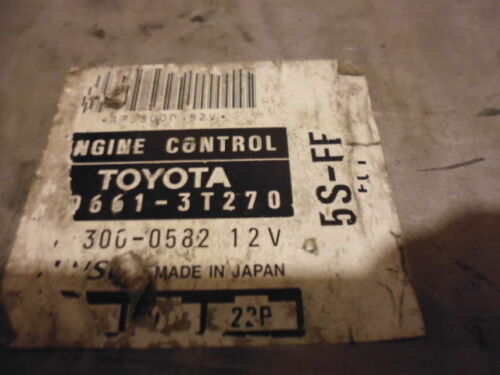 NGINE CONTROL
TOYOTA
9661-3T270
300-0582 12V
MADE IN JAPAN
22P
5S-FE